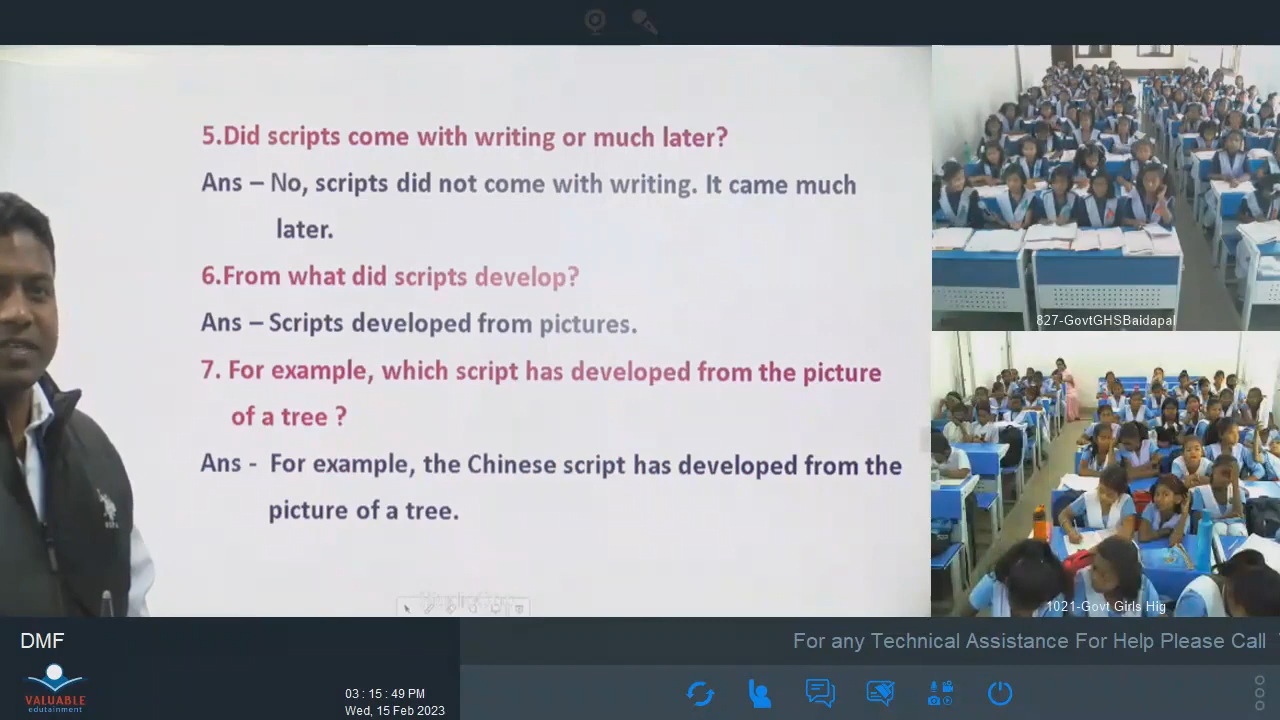 5.Did scripts come with writing or much later?
Ans – No, scripts did not come with writing. It came much
later.
6.From what did scripts develop?
Ans – Scripts developed from pictures.
7. For example, which script has developed from the picture
of a tree ?
Ans - For example, the Chinese script has developed from the
picture of a tree.
827-GovtGHSBaidapal
1021-Govt Girls Hig
DMF
For any Technical Assistance For Help Please Call
VALUABLE
edutainment
03 : 15 : 49 PM
Wed, 15 Feb 2023